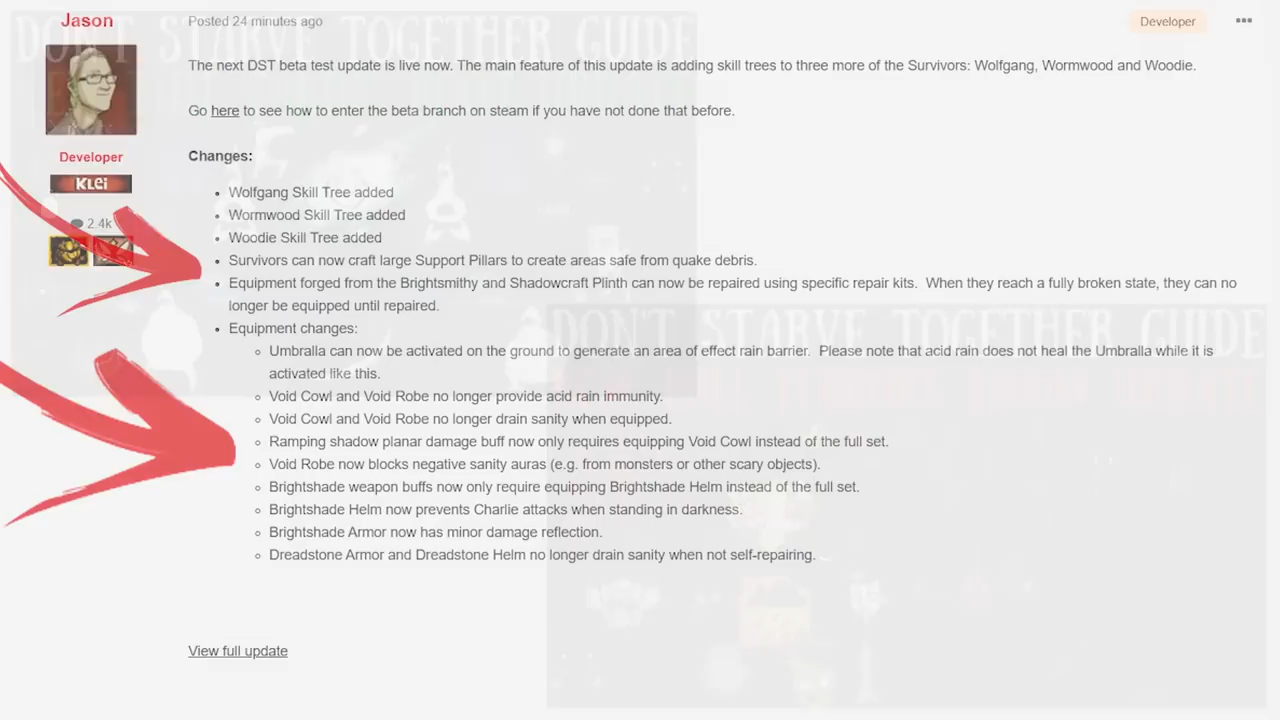 Jason
Posted 24 minutes ago
Developer
DON'T STARVE TOGETHER GUIDE
The next DST beta test update is live now. The main feature of this update is adding skill trees to three more of the Survivors: Wolfgang, Wormwood and Woodie.
Go here to see how to enter the beta branch on steam if you have not done that before.
Developer
KLei
2.4k
Changes:
Wolfgang Skill Tree added
Wormwood Skill Tree added
Woodie Skill Tree added
Survivors can now craft large Support Pillars to create areas safe from quake debris.
Equipment forged from the Brightsmithy and Shadowcraft Plinth can now be repaired using specific repair kits. When they reach a fully broken state, they can no
longer be equipped until repaired.
Equipment changes:
DON'T STARVE TOGETHER GUIDE
Umbralla can now be activated on the ground to generate an area of effect rain barrier. Please note that acid rain does not heal the Umbralla while it is
activated like this.
Void Cowl and Void Robe no longer provide acid rain immunity.
Void Cowl and Void Robe no longer drain sanity when equipped.
Ramping shadow planar damage buff now only requires equipping Void Cowl instead of the full set.
Void Robe now blocks negative sanity auras (e.g. from monsters or other scary objects).
Brightshade weapon buffs now only require equipping Brightshade Helm instead of the full set.
Brightshade Helm now prevents Charlie attacks when standing in darkness.
Brightshade Armor now has minor damage reflection.
Dreadstone Armor and Dreadstone Helm no longer drain sanity when not self-repairing.
View full update